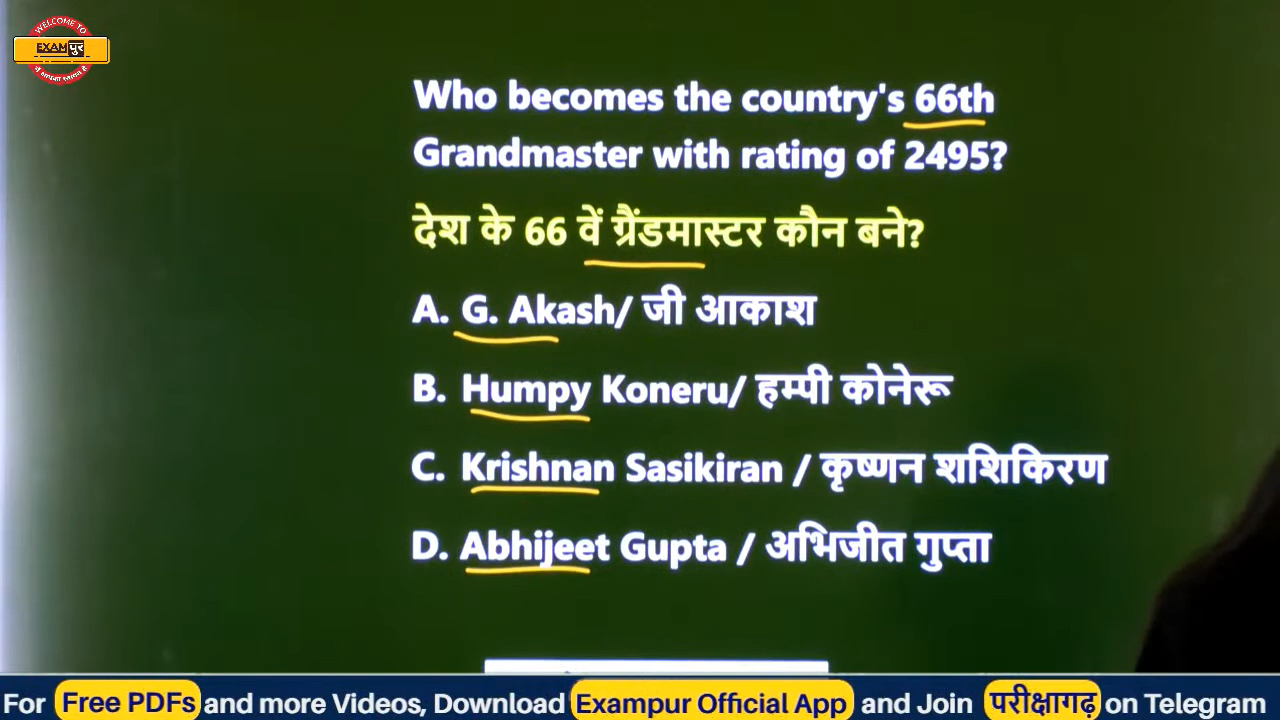 WELCOME TO
EXAMपुर
Who becomes the country's 66th
Grandmaster with rating of 2495?
देश के 66 वें ग्रैंडमास्टर कौन बने?
A. G. Akash/ जी आकाश
B. Humpy Koneru/ हम्पी कोनेरू
C. Krishnan Sasikiran / कृष्णन शशिकिरण
D. Abhijeet Gupta / अभिजीत गुप्ता
For Free PDFs and more Videos, Download Exampur Official App and Join परीक्षागढ़ on Telegram